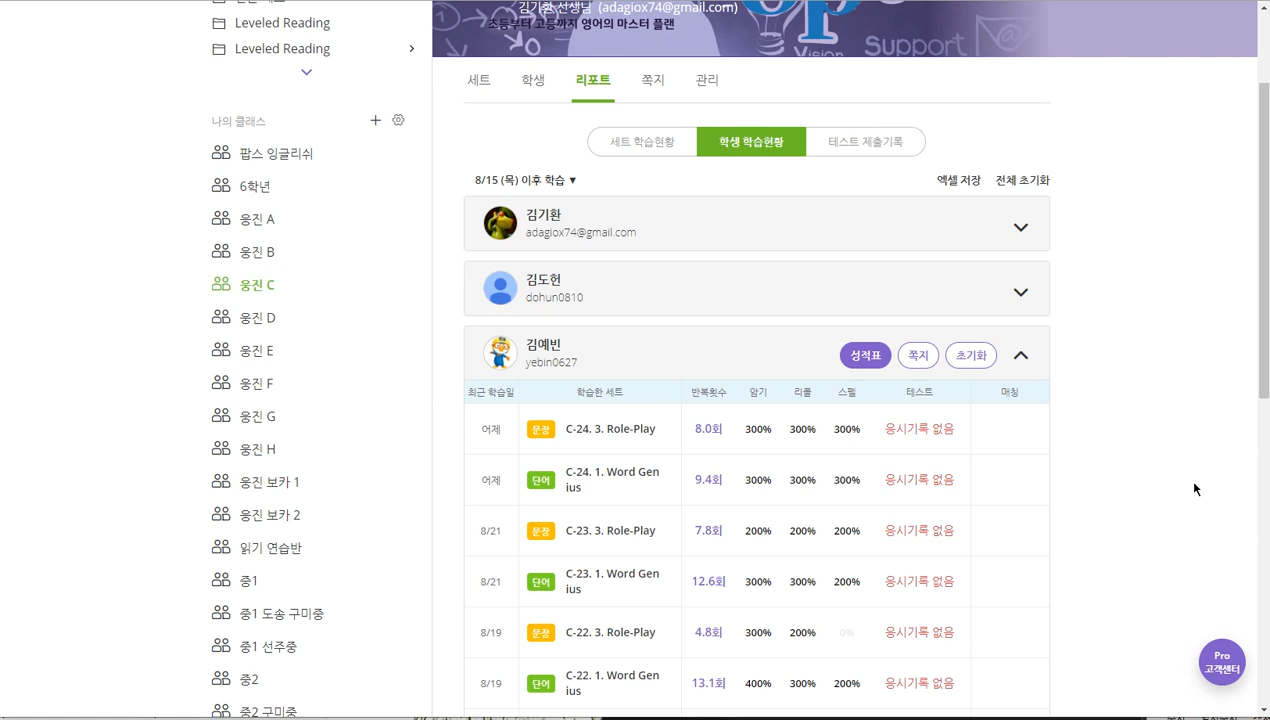 Leveled Reading
Leveled Reading
나의 클래스
팝스 잉글리쉬
6학년
웅진 A
웅진 B
웅진 C
웅진 D
웅진 E
웅진 F
웅진 G
웅진 H
웅진 보카 1
웅진 보카 2
읽기 연습반
중1
중1 도송 구미중
중1 선주중
중2
중2 구미중
김기환 선생님 (adagiox74@gmail.com)
초등부터 고등까지 영어의 마스터 플랜
Vision
Support
세트 학생 리포트 쪽지 관리
세트 학습현황 학생 학습현황 테스트 제출기록
8/15 (목) 이후 학습 ▼ 엑셀 저장 전체 초기화
김기환
adagiox74@gmail.com
김도헌
dohun0810
김예빈
yebin0627
성적표 쪽지 초기화
최근 학습일 학습한 세트 반복횟수 암기 리콜 스펠 테스트 매칭
어제 문장 C-24. 3. Role-Play 8.0회 300% 300% 300% 응시기록 없음
어제 단어 C-24. 1. Word Gen
ius 9.4회 300% 300% 300% 응시기록 없음
8/21 문장 C-23. 3. Role-Play 7.8회 200% 200% 200% 응시기록 없음
8/21 단어 C-23. 1. Word Gen
ius 12.6회 300% 300% 200% 응시기록 없음
8/19 문장 C-22. 3. Role-Play 4.8회 300% 200% 0% 응시기록 없음
8/19 단어 C-22. 1. Word Gen
ius 13.1회 400% 300% 200% 응시기록 없음
Pro
고객센터